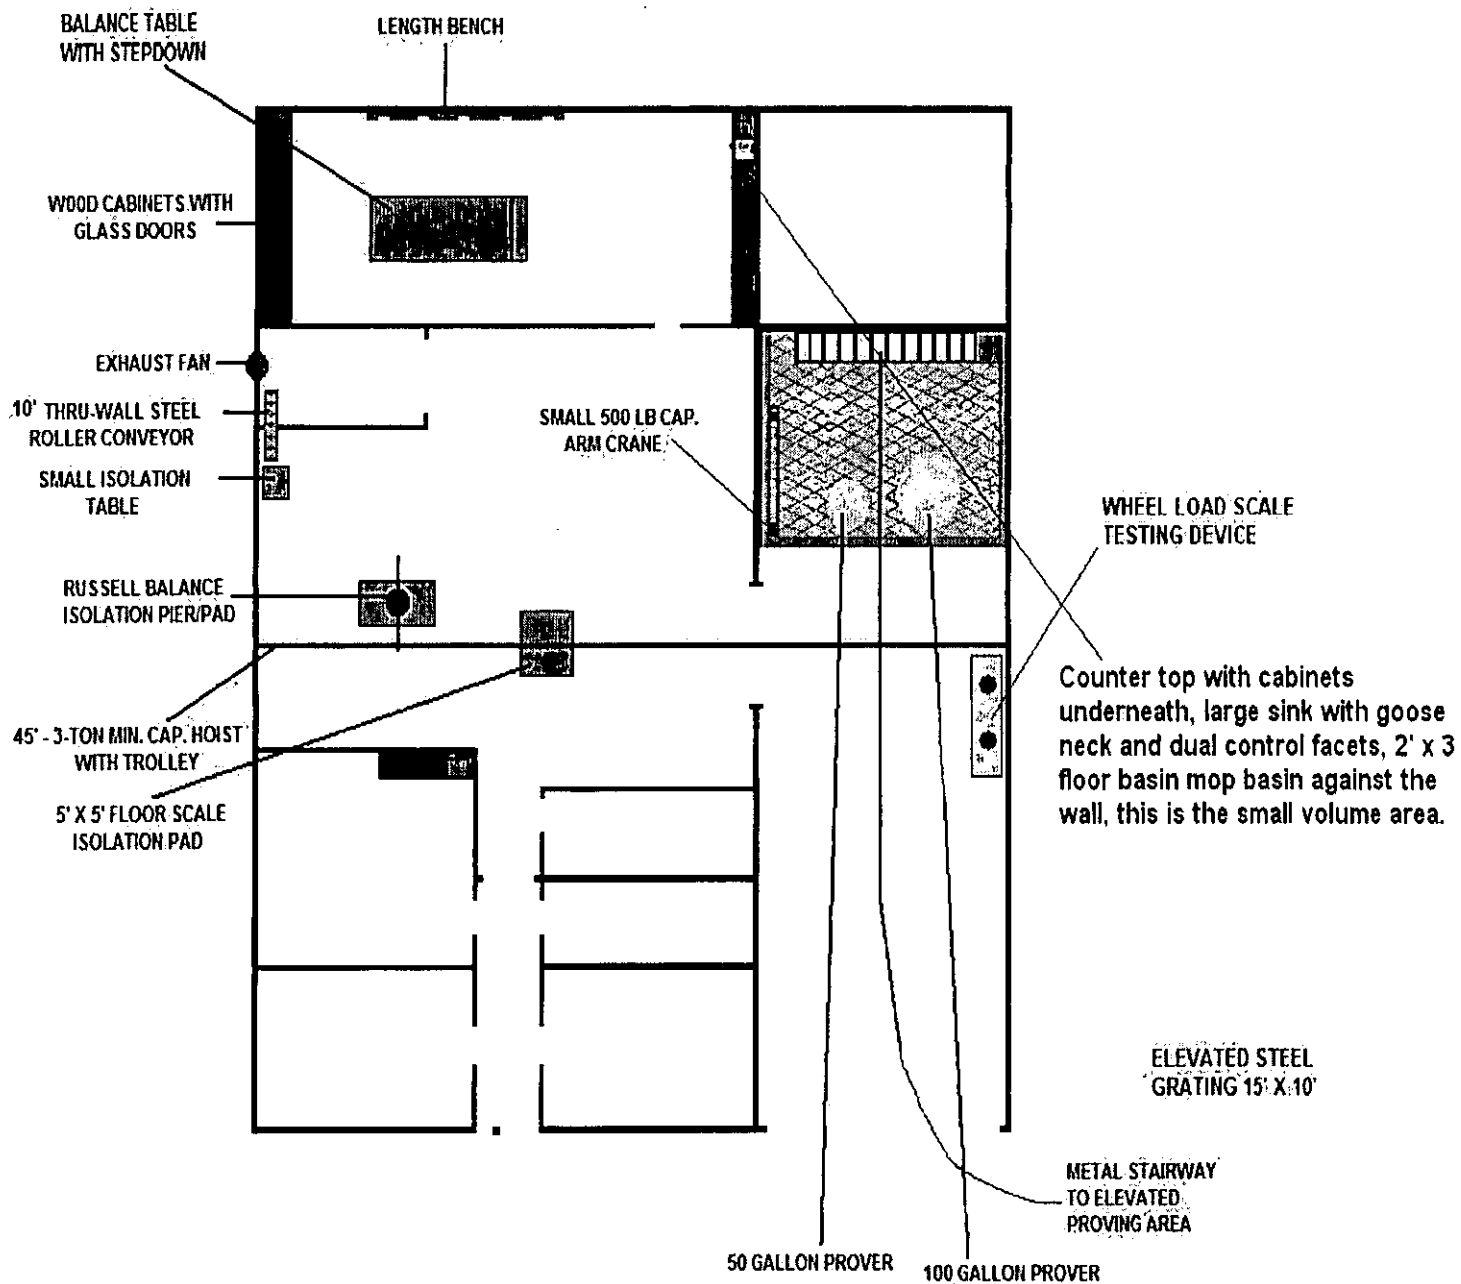 BALANCE TABLE
WITH STEPDOWN
LENGTH BENCH
WOOD CABINETS WITH
GLASS DOORS
EXHAUST FAN
10' THRU-WALL STEEL
ROLLER CONVEYOR
SMALL ISOLATION
TABLE
SMALL 500 LB CAP.
ARM CRANE
WHEEL LOAD SCALE
TESTING DEVICE
RUSSELL BALANCE
ISOLATION PIER/PAD
45' - 3-TON MIN. CAP. HOIST
WITH TROLLEY
5' X 5' FLOOR SCALE
ISOLATION PAD
Counter top with cabinets
underneath, large sink with goose
neck and dual control facets, 2' x 3
floor basin mop basin against the
wall, this is the small volume area.
ELEVATED STEEL
GRATING 15' X 10'
METAL STAIRWAY
TO ELEVATED
PROVING AREA
50 GALLON PROVER
100 GALLON PROVER